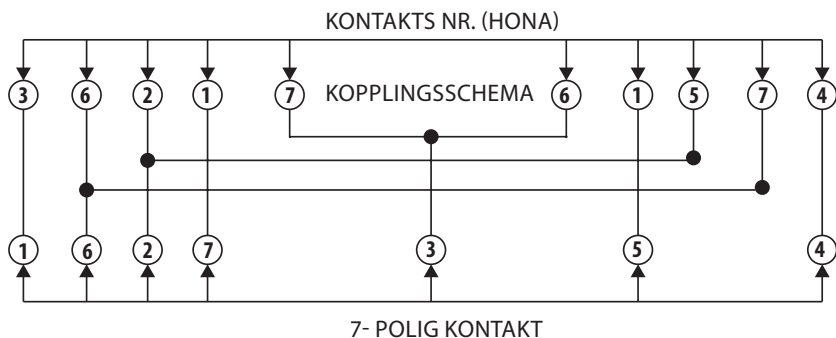 KONTAKTS NR. (HONA)
3 6 2 1 7 KOPPLINGSSCHEMA 6 1 5 7 4
1 6 2 7 3 5 4
7- POLIG KONTAKT